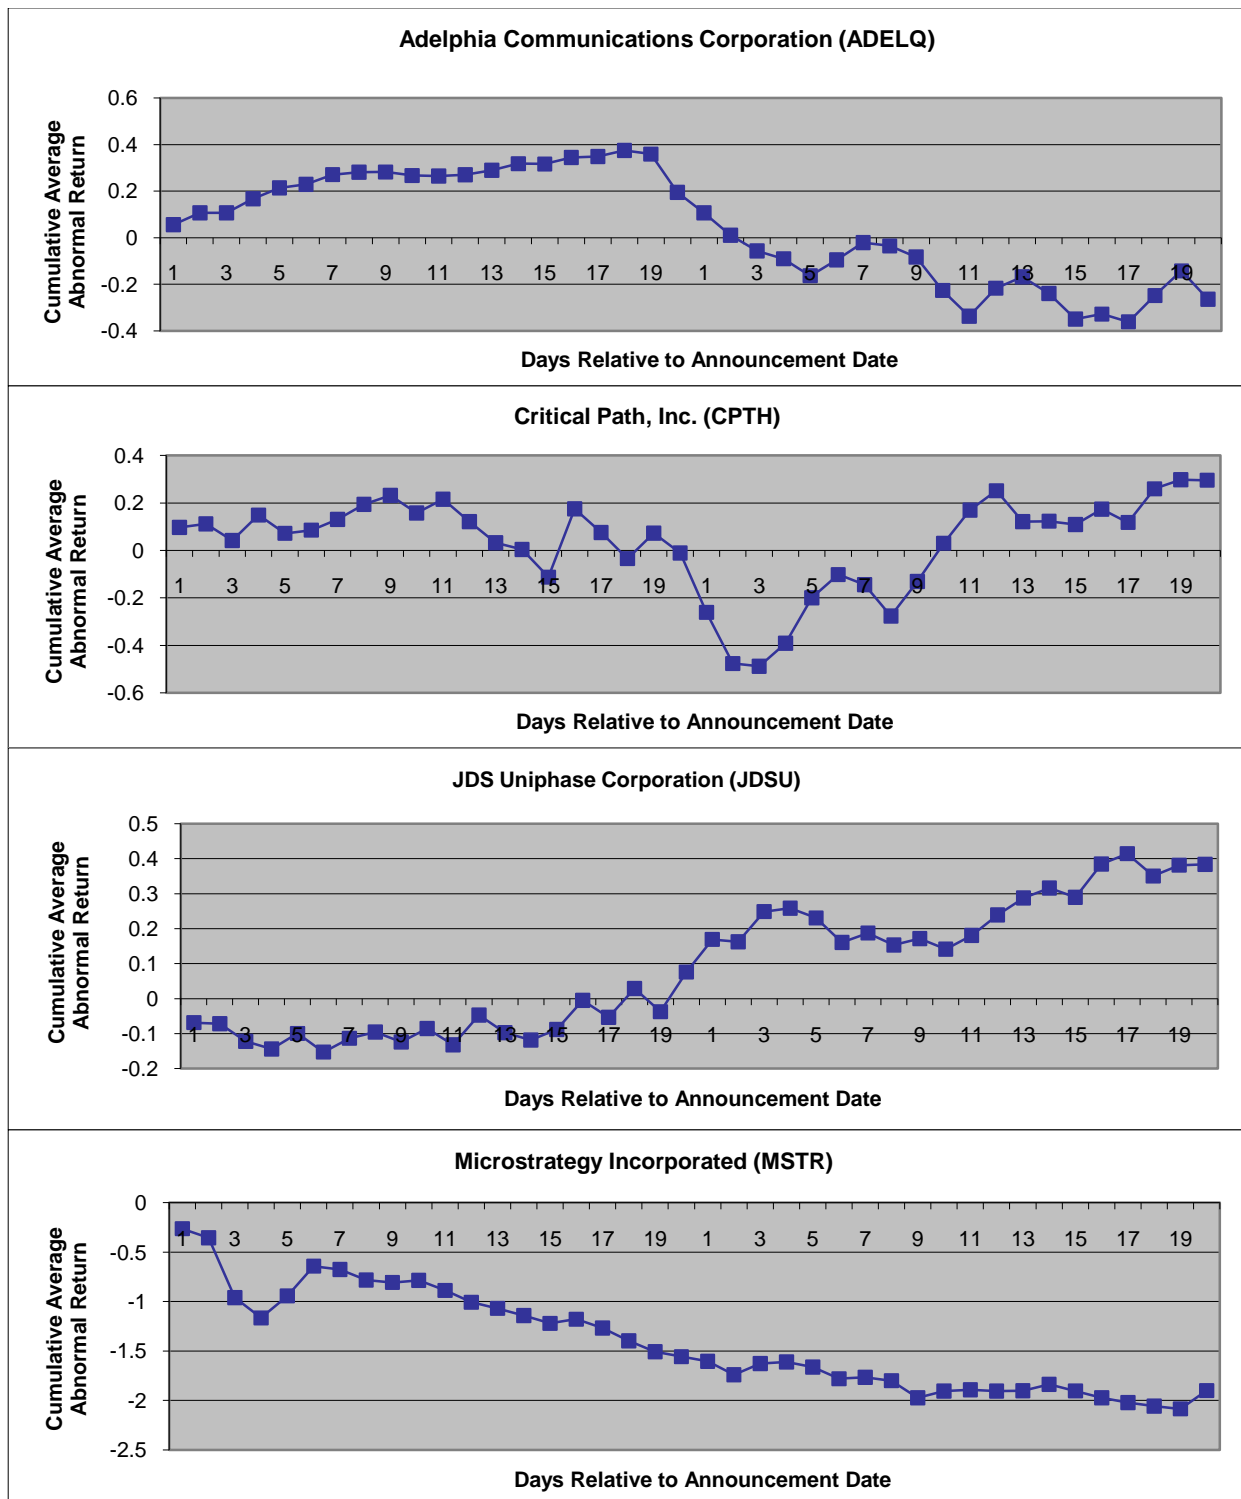 Adelphia Communications Corporation (ADELQ)
Cumulative Average
Abnormal Return
0.6
0.4
0.2
0
-0.2
-0.4
1 3 5 7 9 11 13 15 17 19 1 3 5 7 9 11 13 15 17 19
Days Relative to Announcement Date
Critical Path, Inc. (CPTH)
Cumulative Average
Abnormal Return
0.4
0.2
0
-0.2
-0.4
-0.6
1 3 5 7 9 11 13 15 17 19 1 3 5 7 9 11 13 15 17 19
Days Relative to Announcement Date
JDS Uniphase Corporation (JDSU)
Cumulative Average
Abnormal Return
0.5
0.4
0.3
0.2
0.1
0
-0.1
-0.2
1 3 5 7 9 11 13 15 17 19 1 3 5 7 9 11 13 15 17 19
Days Relative to Announcement Date
Microstrategy Incorporated (MSTR)
Cumulative Average
Abnormal Return
0
-0.5
-1
-1.5
-2
-2.5
1 3 5 7 9 11 13 15 17 19 1 3 5 7 9 11 13 15 17 19
Days Relative to Announcement Date